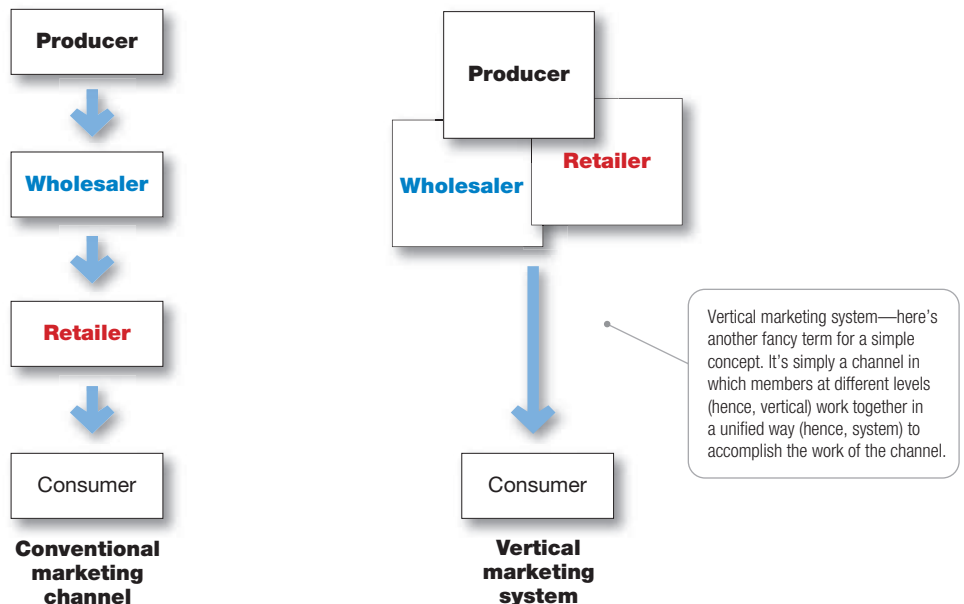 Producer
Wholesaler
Retailer
Consumer
Conventional
marketing
channel
Producer
Retailer
Wholesaler
Consumer
Vertical
marketing
system
Vertical marketing system—here’s
another fancy term for a simple
concept. It’s simply a channel in
which members at different levels
(hence, vertical) work together in
a unified way (hence, system) to
accomplish the work of the channel.